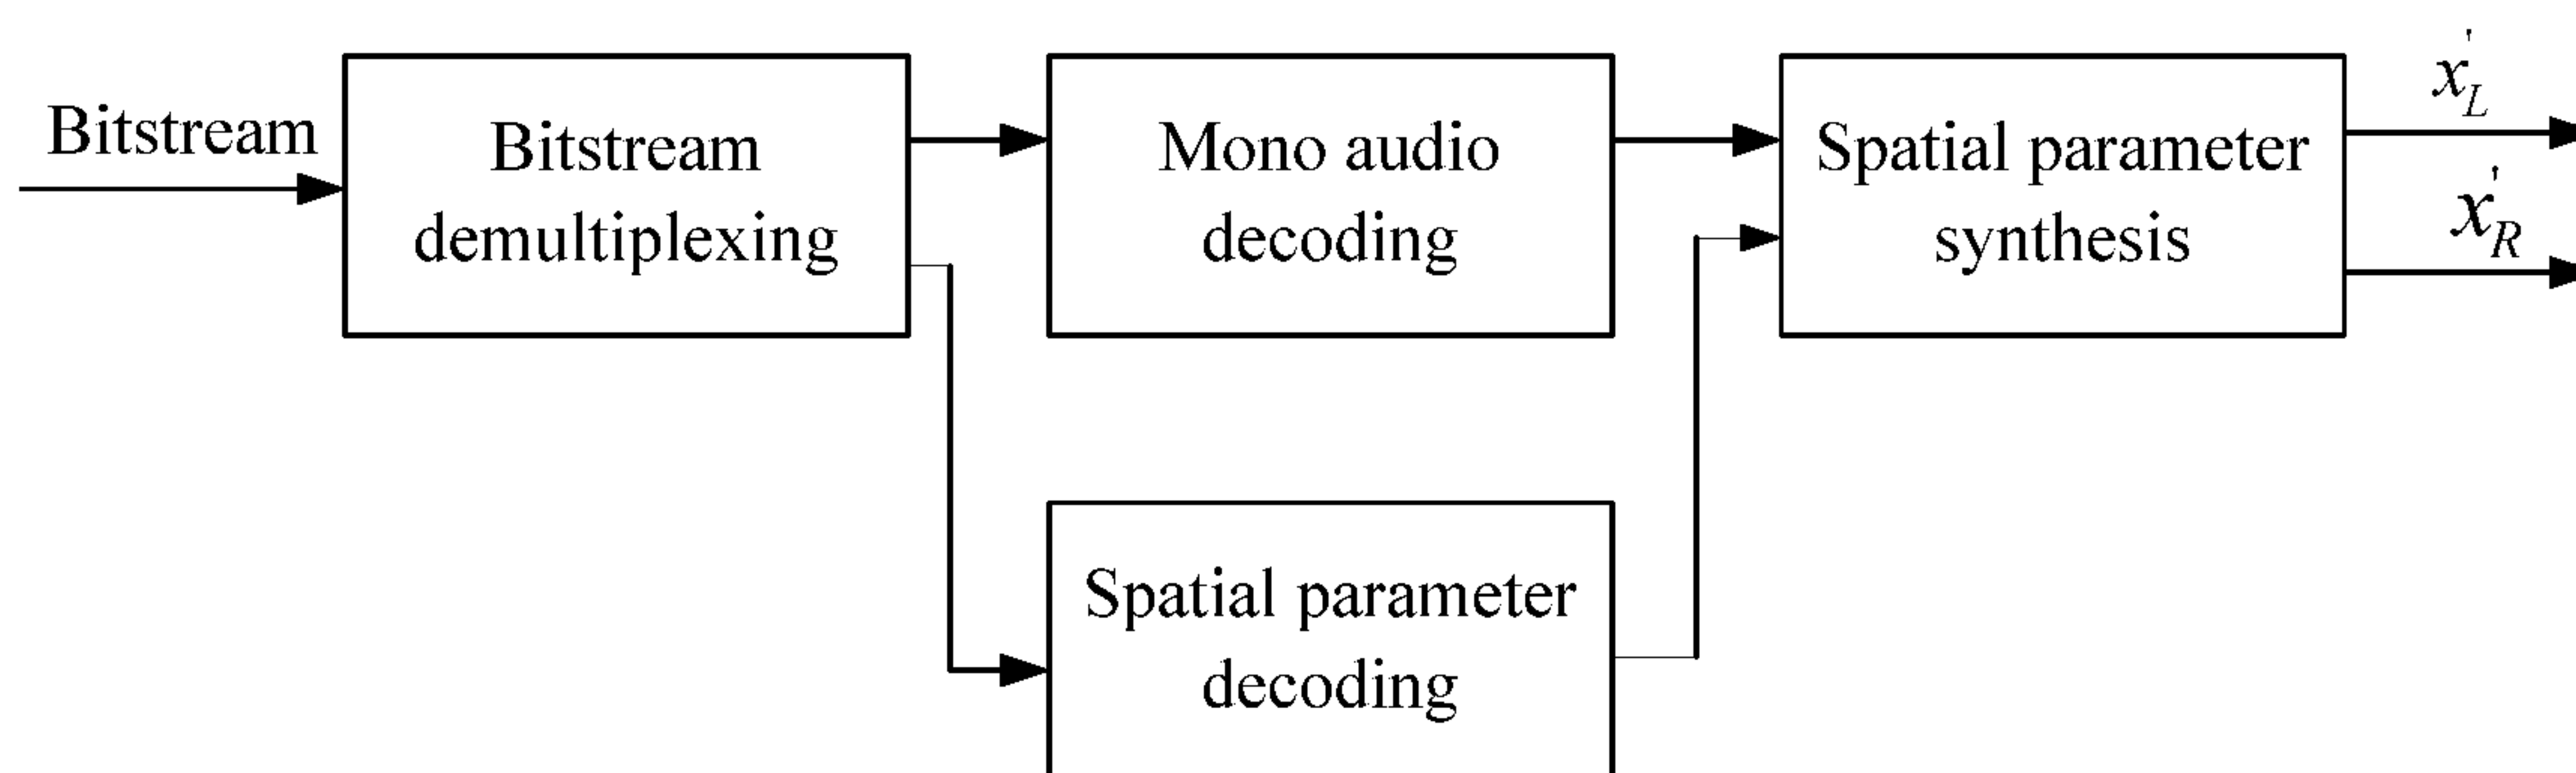 Bitstream
Bitstream
demultiplexing
Mono audio
decoding
Spatial parameter
synthesis
x'L
x'R
Spatial parameter
decoding